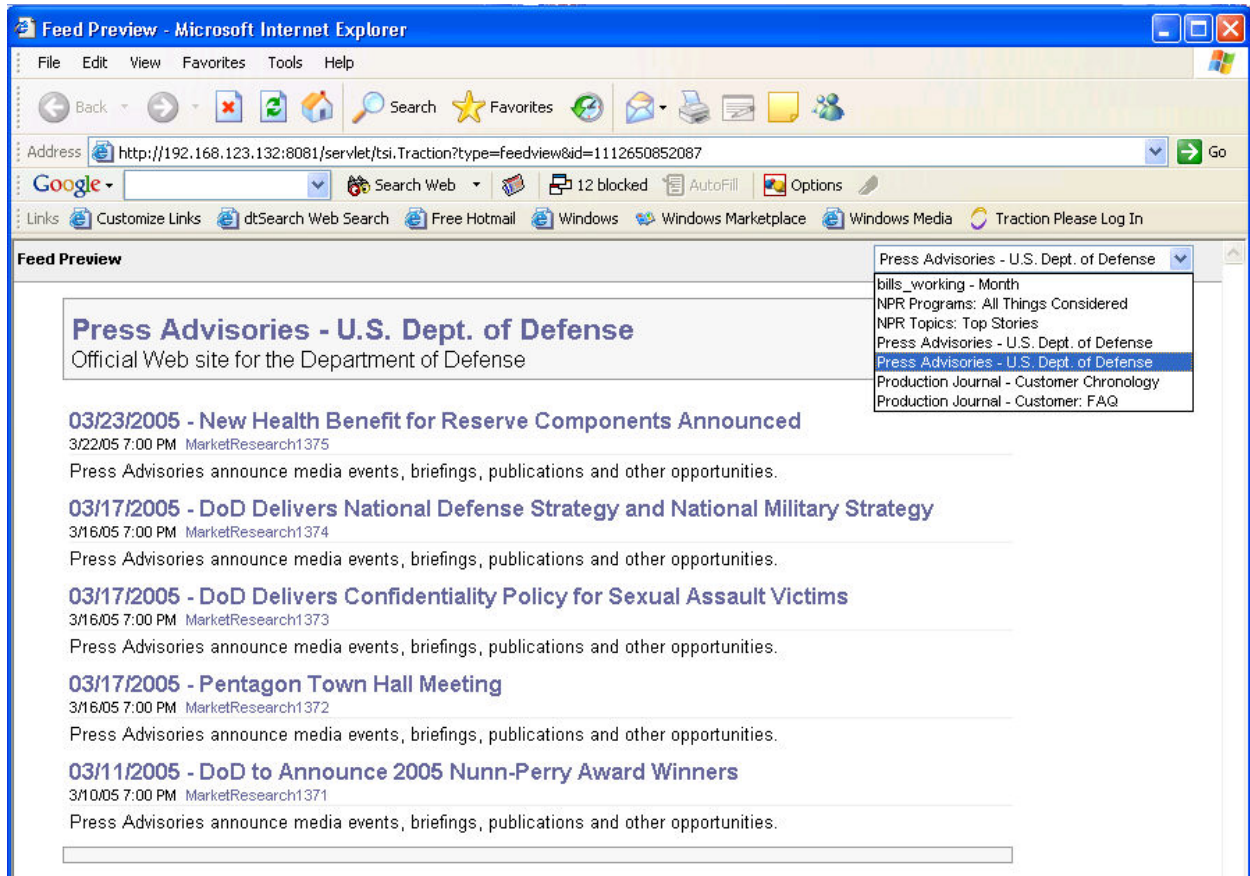 Feed Preview - Microsoft Internet Explorer
File Edit View Favorites Tools Help
Back Search Favorites
Address http://192.168.123.132:8081/servlet/tsi.Traction?type=feedview&id=1112650852087 Go
Google Search Web 12 blocked AutoFill Options
Links Customize Links dtSearch Web Search Free Hotmail Windows Windows Marketplace Windows Media Traction Please Log In
Feed Preview
Press Advisories - U.S. Dept. of Defense
bills_working - Month
NPR Programs: All Things Considered
NPR Topics: Top Stories
Press Advisories - U.S. Dept. of Defense
Press Advisories - U.S. Dept. of Defense
Production Journal - Customer Chronology
Production Journal - Customer: FAQ
Press Advisories - U.S. Dept. of Defense
Official Web site for the Department of Defense
03/23/2005 - New Health Benefit for Reserve Components Announced
3/22/05 7:00 PM MarketResearch1375
Press Advisories announce media events, briefings, publications and other opportunities.
03/17/2005 - DoD Delivers National Defense Strategy and National Military Strategy
3/16/05 7:00 PM MarketResearch1374
Press Advisories announce media events, briefings, publications and other opportunities.
03/17/2005 - DoD Delivers Confidentiality Policy for Sexual Assault Victims
3/16/05 7:00 PM MarketResearch1373
Press Advisories announce media events, briefings, publications and other opportunities.
03/17/2005 - Pentagon Town Hall Meeting
3/16/05 7:00 PM MarketResearch1372
Press Advisories announce media events, briefings, publications and other opportunities.
03/11/2005 - DoD to Announce 2005 Nunn-Perry Award Winners
3/10/05 7:00 PM MarketResearch1371
Press Advisories announce media events, briefings, publications and other opportunities.